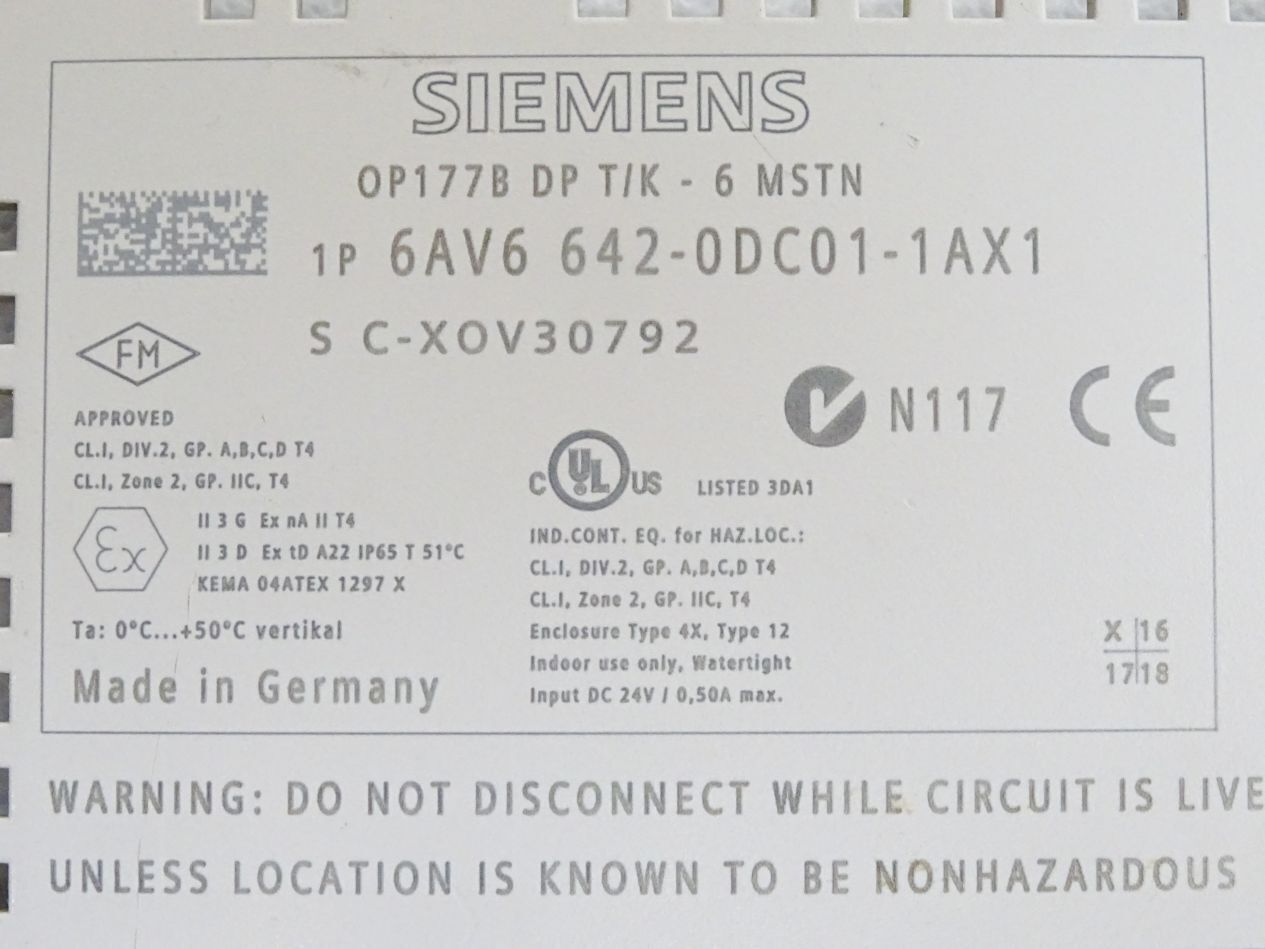 SIEMENS
OP177B DP T/K - 6 MSTN
1P 6AV6 642-0DC01-1AX1
S C-XOV30792
FM
APPROVED
CL.I, DIV.2, GP. A,B,C,D T4
CL.I, Zone 2, GP. IIC, T4
Ex
II 3 G Ex nA II T4
II 3 D Ex tD A22 IP65 T 51°C
KEMA 04ATEX 1297 X
Ta: 0°C...+50°C vertikal
Made in Germany
N117 CE
C UL US LISTED 3DA1
IND.CONT. EQ. for HAZ.LOC.:
CL.I, DIV.2, GP. A,B,C,D T4
CL.I, Zone 2, GP. IIC, T4
Enclosure Type 4X, Type 12
Indoor use only, Watertight
Input DC 24V / 0,50A max.
X 16
17 18
WARNING: DO NOT DISCONNECT WHILE CIRCUIT IS LIVE
UNLESS LOCATION IS KNOWN TO BE NONHAZARDOUS